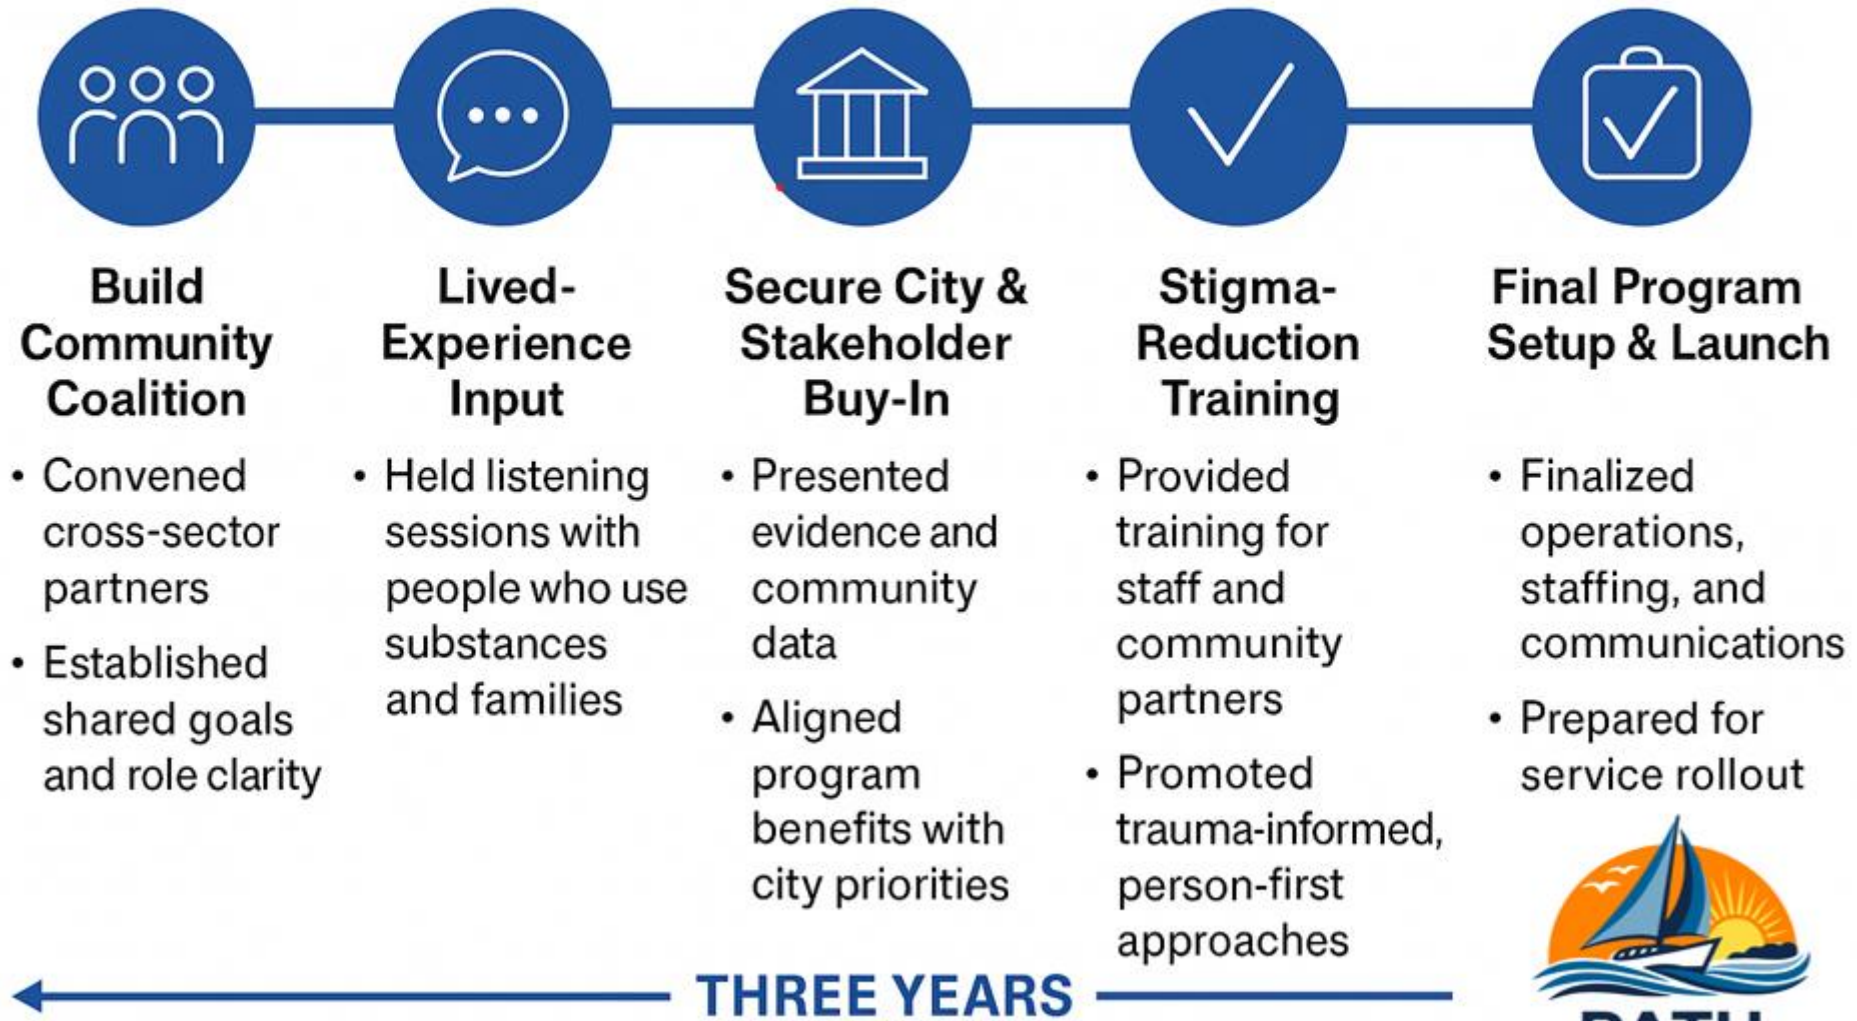 Build
Community
Coalition
• Convened
cross-sector
partners
• Established
shared goals
and role clarity
Lived-
Experience
Input
• Held listening
sessions with
people who use
substances
and families
Secure City &
Stakeholder
Buy-In
• Presented
evidence and
community
data
• Aligned
program
benefits with
city priorities
Stigma-
Reduction
Training
• Provided
training for
staff and
community
partners
• Promoted
trauma-informed,
person-first
approaches
Final Program
Setup & Launch
• Finalized
operations,
staffing, and
communications
• Prepared for
service rollout
THREE YEARS
PATH